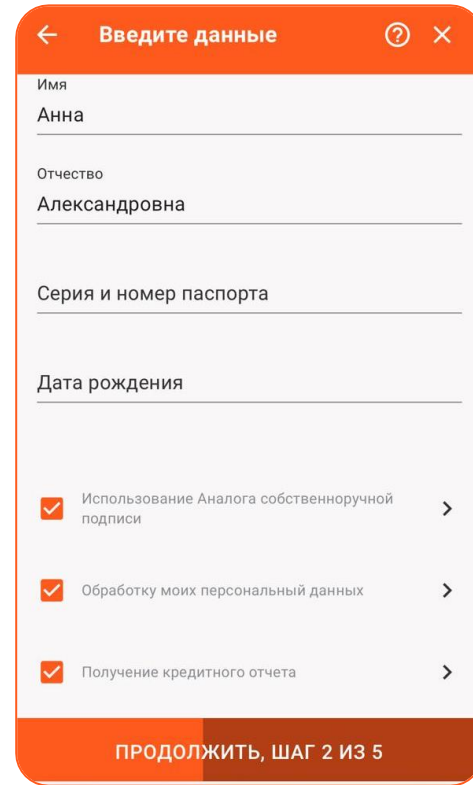 Введите данные
Имя
Анна
Отчество
Александровна
Серия и номер паспорта
Дата рождения
Использование Аналога собственноручной
подписи
Обработку моих персональный данных
Получение кредитного отчета
ПРОДОЛЖИТЬ, ШАГ 2 ИЗ 5